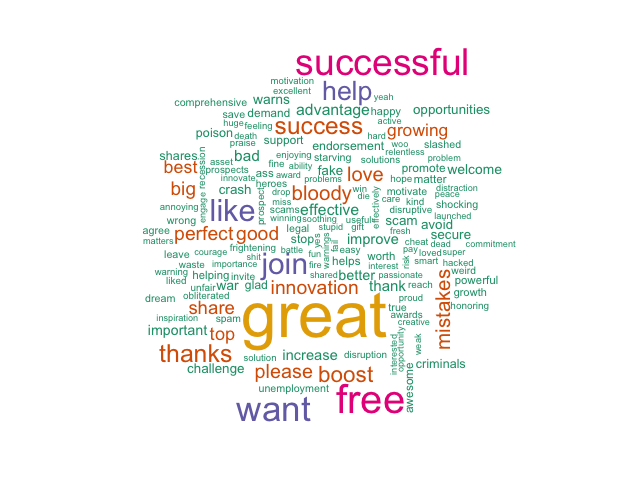 successful
motivation
excellent
help
yeah
comprehensive
warns
save
demand
advantage
happy
opportunities
huge
feeling
success
active
growing
poison
death
praise
support
hard
woo
slashed
endorsement
relentless
shares
recession
bad
enjoying
starving
solutions
problem
best
asset
prospects
fine
ability
fake
love
promote
welcome
innovate
ass
award
problems
hope
matter
big
crash
heroes
bloody
win
die
motivate
distraction
peace
engage
prospect
drop
miss
care
kind
shocking
annoying
like
scams
effective
effectively
disruptive
launched
wrong
winning
soothing
useful
gift
scam
avoid
agree
perfect
good
legal
stupid
fresh
secure
matters
stop
yes
ill
improve
cheat
dead
commitment
frightening
battle
fun
easy
warnings
leave
courage
shit
join
helps
worth
risk
pay
loved
super
waste
importance
fire
interest
smart
hacked
warning
helping
invite
shared
better
passionate
weird
liked
war
glad
innovation
thank
reach
powerful
unfair
growth
dream
obliterated
share
great
proud
mistakes
honoring
true
inspiration
spam
awards
important
top
creative
opportunity
interested
weak
thanks
solution
increase
disruption
criminals
challenge
please
boost
unemployment
free
awesome
want